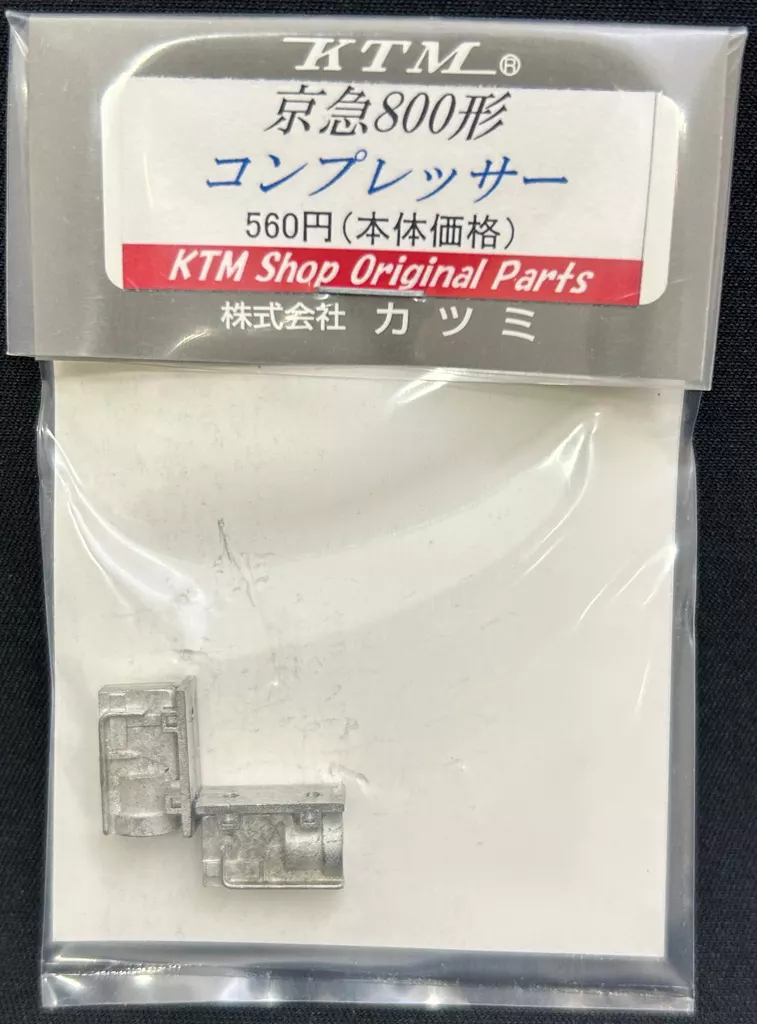 KTM®
京急800形
コンプレッサー
560円(本体価格)
KTM Shop Original Parts
株式会社 カツミ